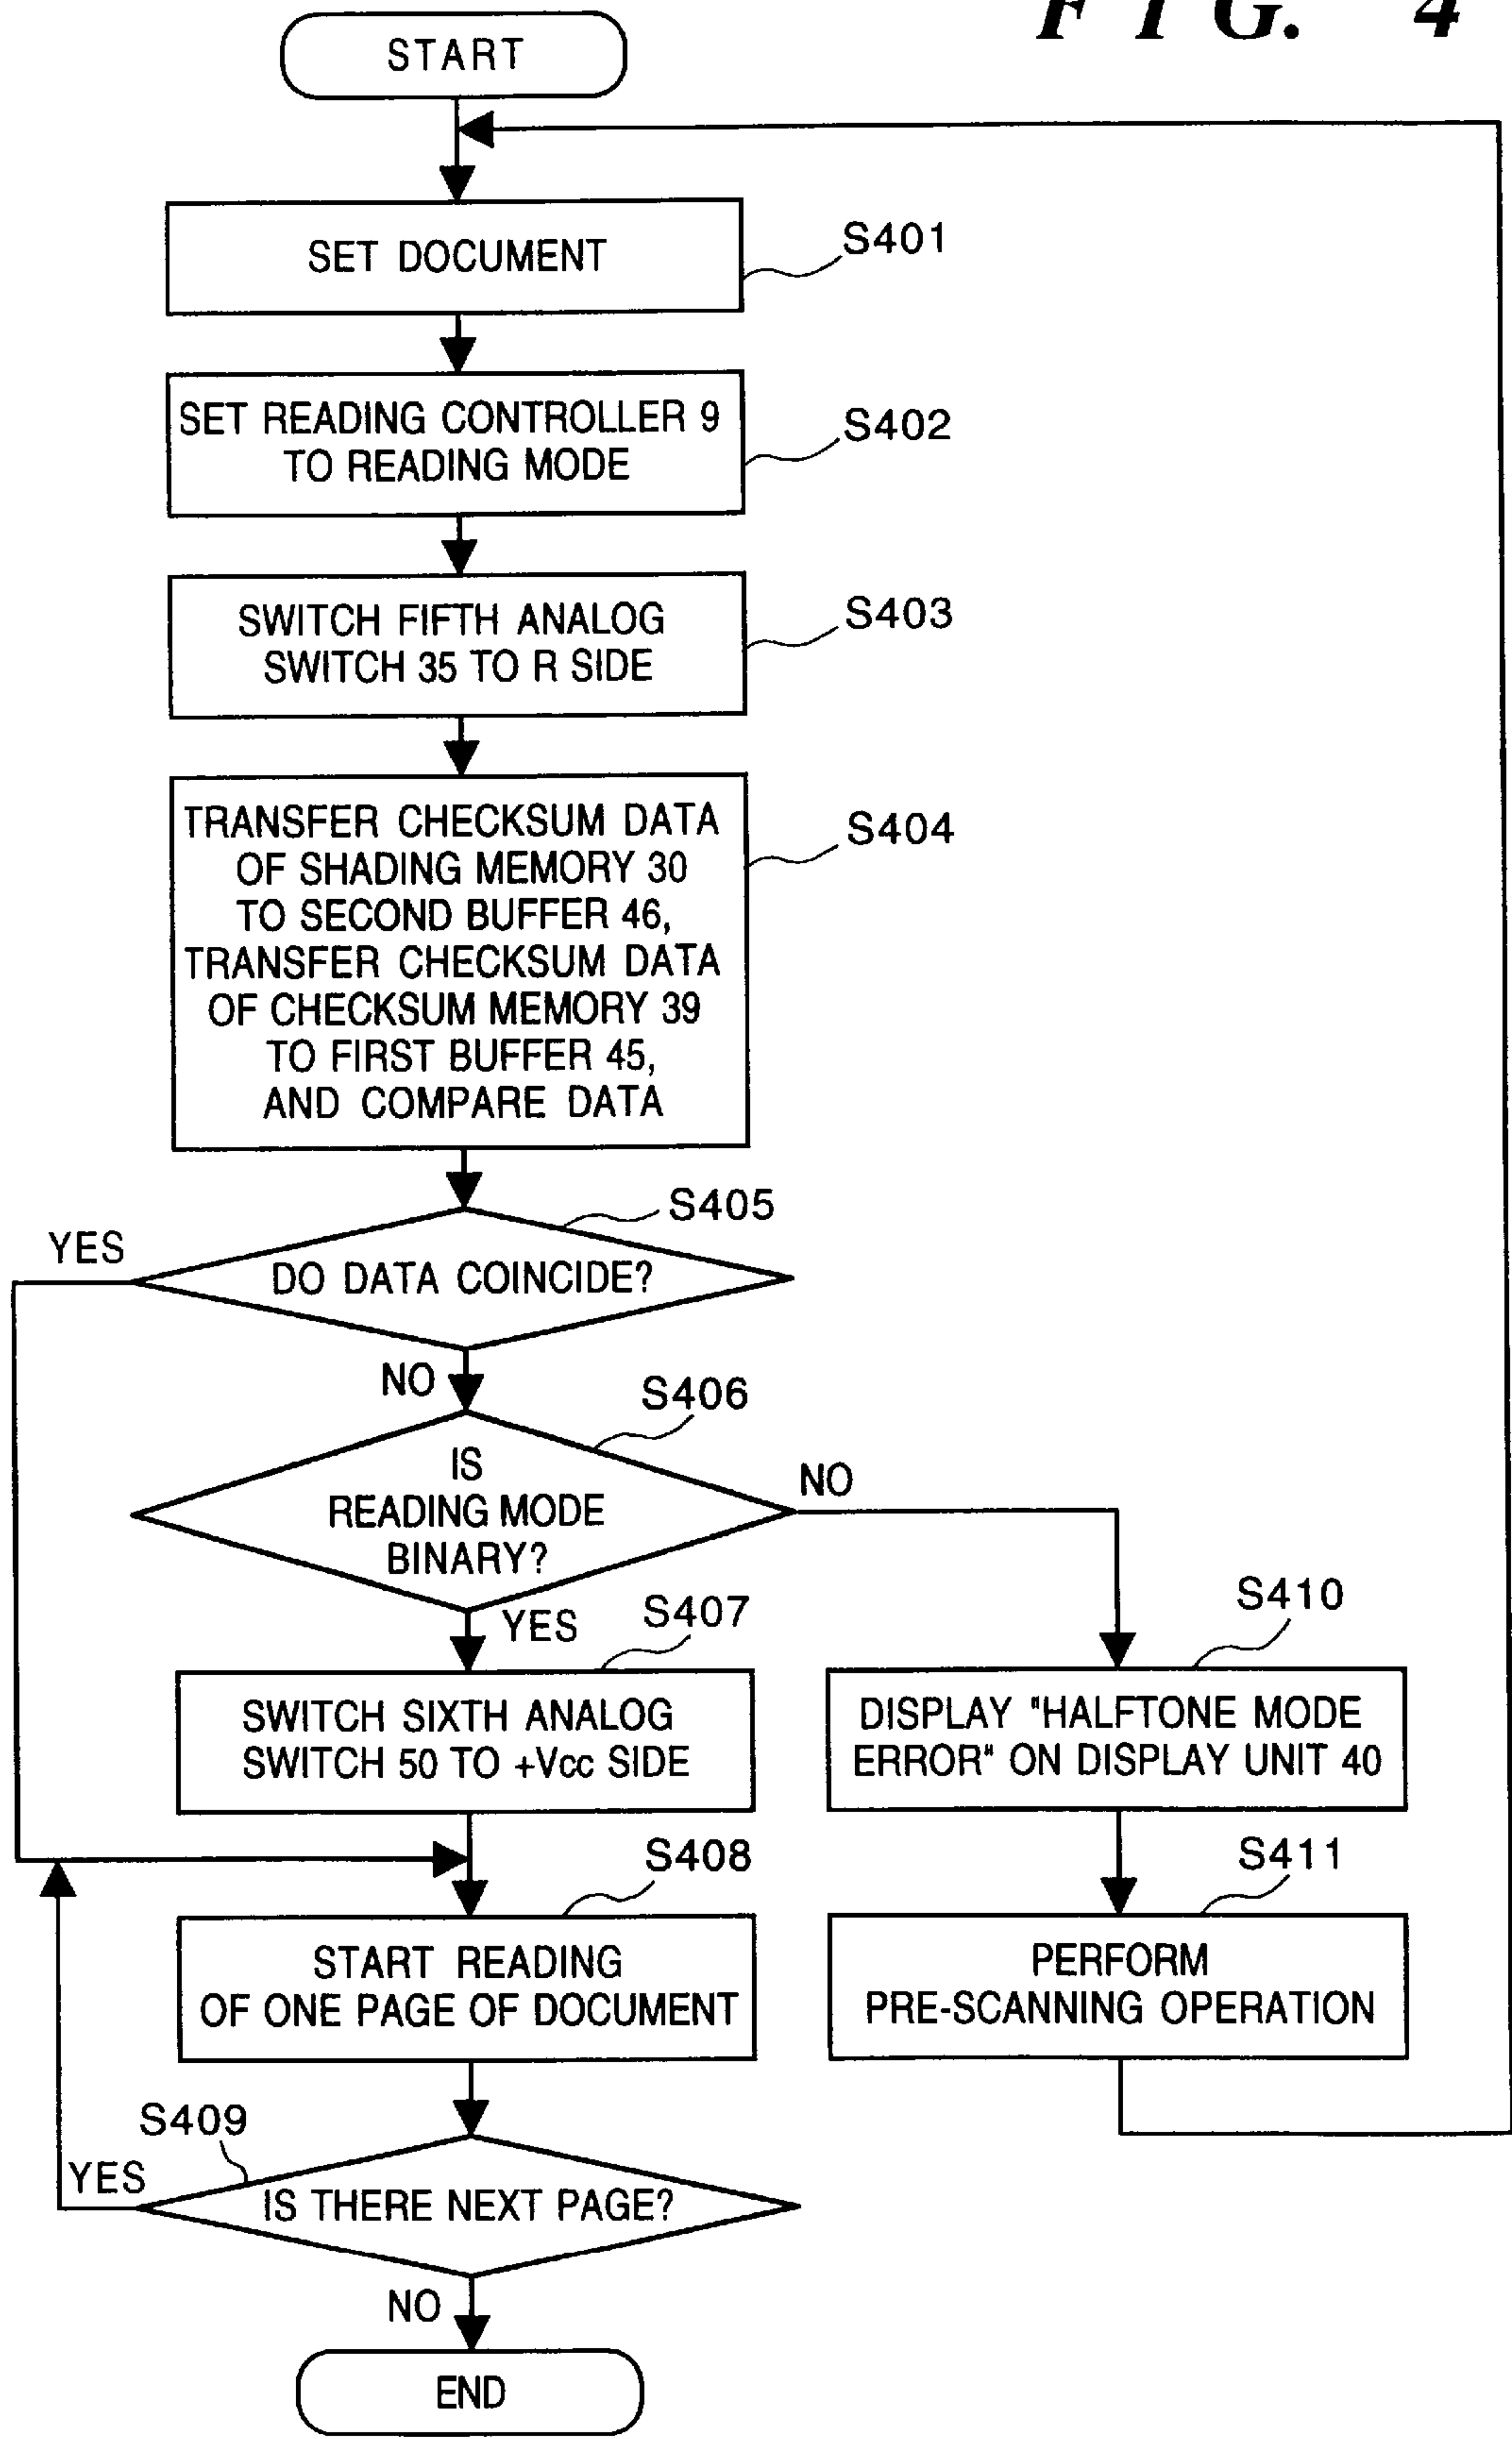 FIG. 4
START
SET DOCUMENT
S401
SET READING CONTROLLER 9
TO READING MODE
S402
SWITCH FIFTH ANALOG
SWITCH 35 TO R SIDE
S403
TRANSFER CHECKSUM DATA
OF SHADING MEMORY 30
TO SECOND BUFFER 46,
TRANSFER CHECKSUM DATA
OF CHECKSUM MEMORY 39
TO FIRST BUFFER 45,
AND COMPARE DATA
S404
S405
YES
DO DATA COINCIDE?
NO
S406
IS
READING MODE
BINARY?
NO
YES
S407
SWITCH SIXTH ANALOG
SWITCH 50 TO +Vcc SIDE
S410
DISPLAY "HALFTONE MODE
ERROR" ON DISPLAY UNIT 40
S408
START READING
OF ONE PAGE OF DOCUMENT
S411
PERFORM
PRE-SCANNING OPERATION
S409
YES
IS THERE NEXT PAGE?
NO
END